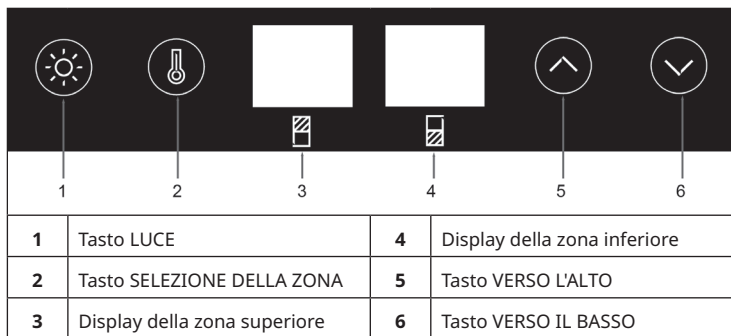 1 2 3 4 5 6
1 Tasto LUCE 4 Display della zona inferiore
2 Tasto SELEZIONE DELLA ZONA 5 Tasto VERSO L'ALTO
3 Display della zona superiore 6 Tasto VERSO IL BASSO